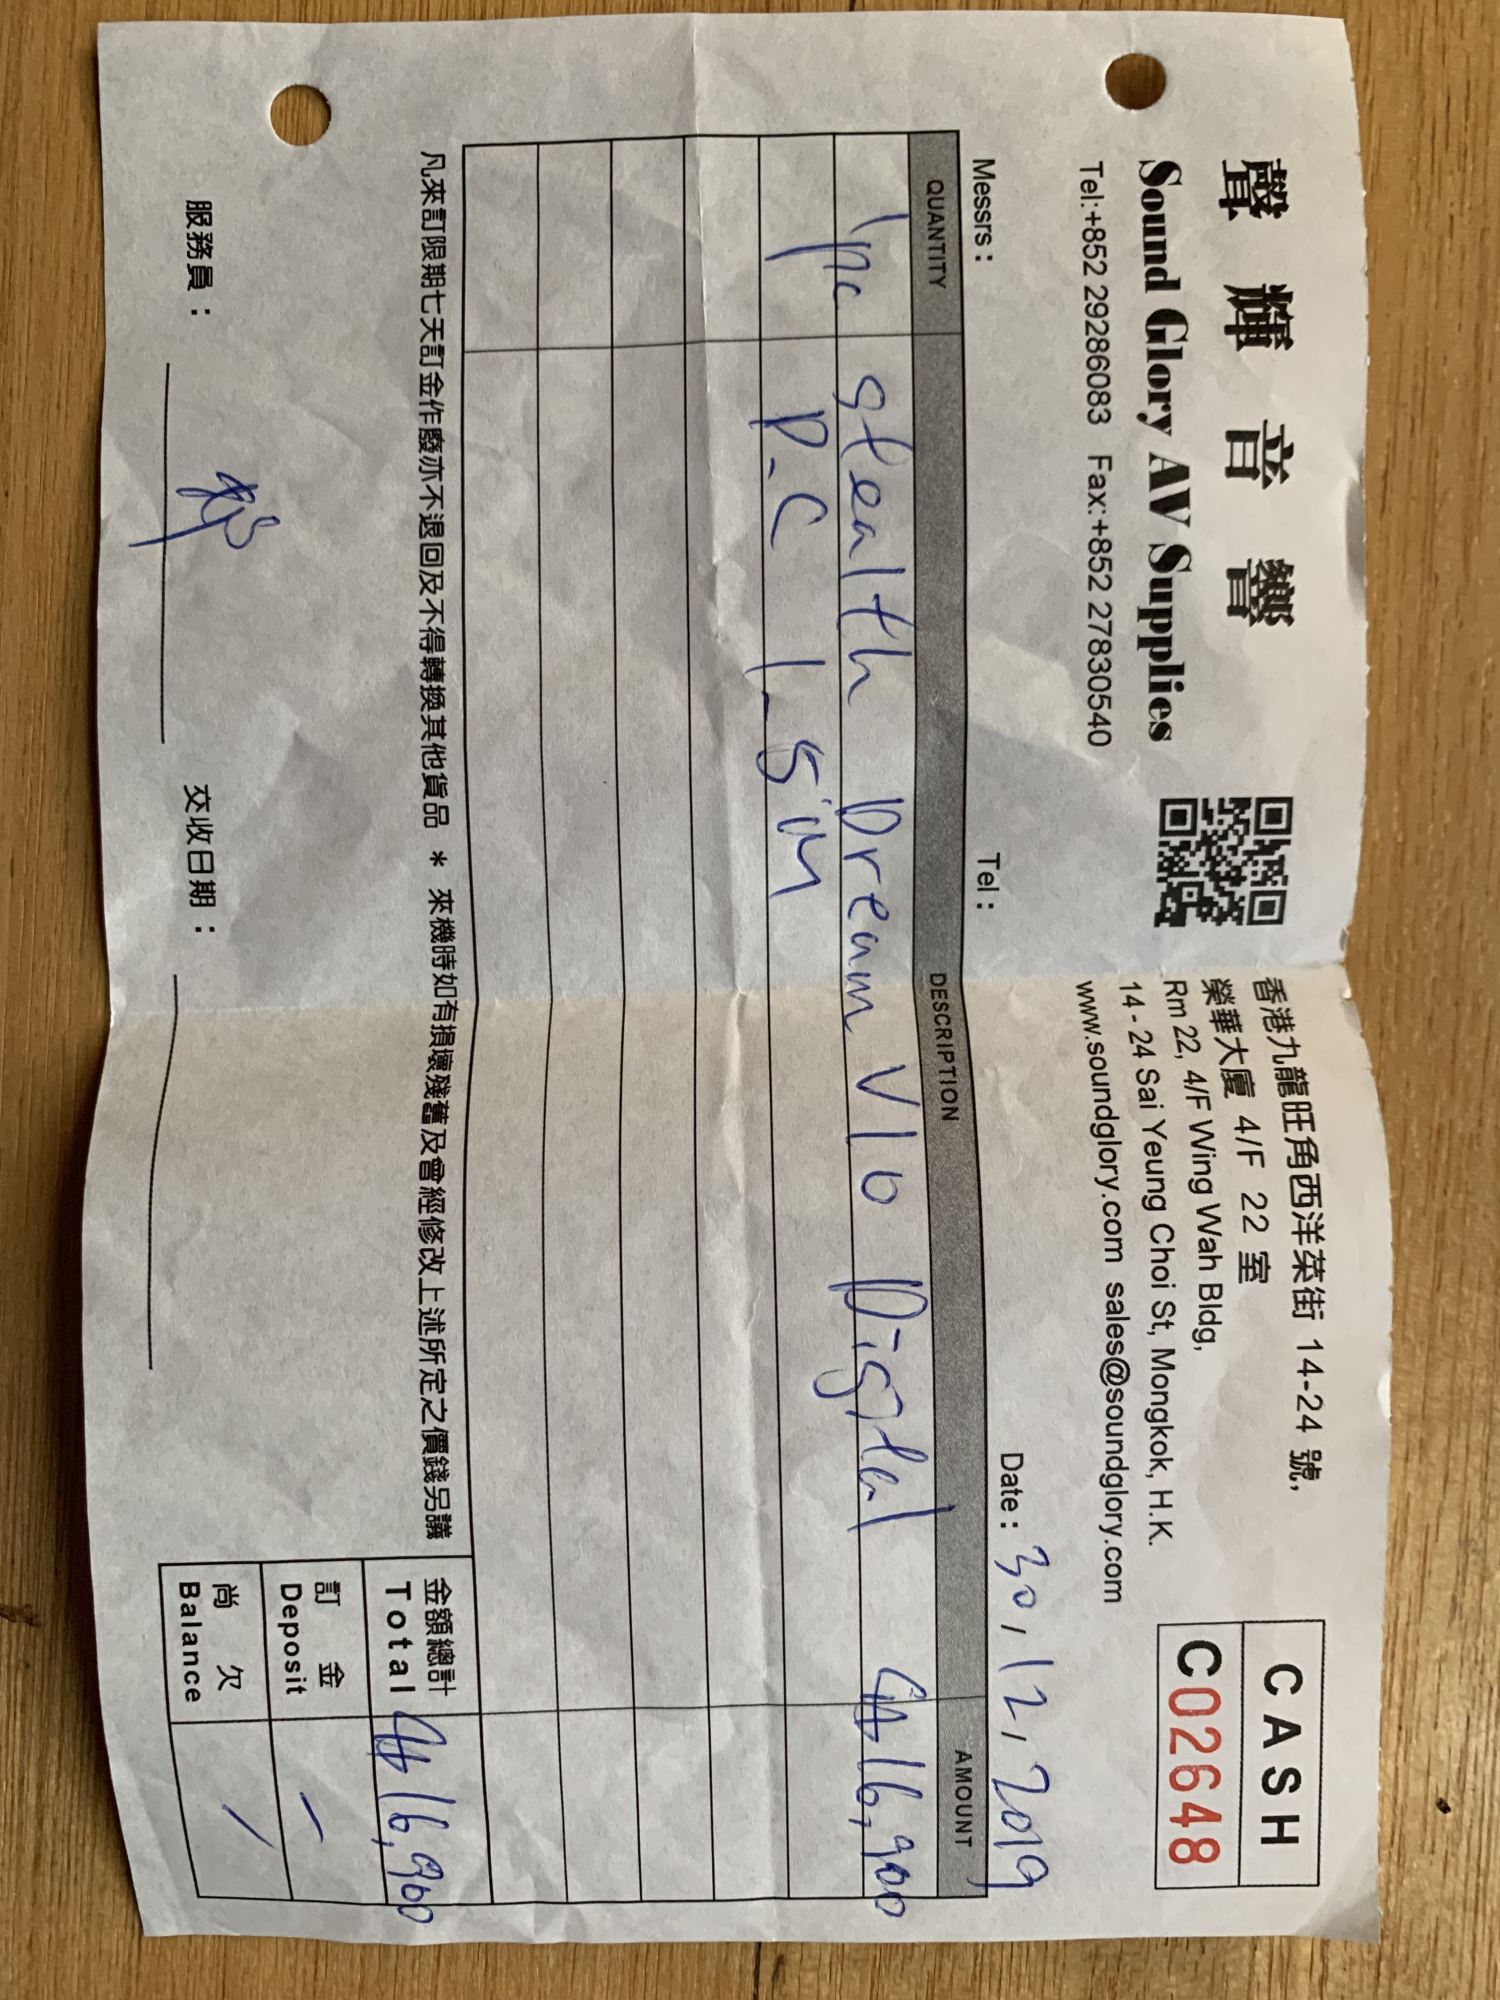 聲輝音響
Sound Glory AV Supplies
Tel:+852 29286083 Fax:+852 27830540
香港九龍旺角西洋菜街 14-24 號,
榮華大廈 4/F 22 室
Rm 22, 4/F Wing Wah Bldg,
14 - 24 Sai Yeung Choi St, Mongkok, H.K.
www.soundglory.com sales@soundglory.com
CASH
C02648
Messrs :
Tel :
Date : 30, 12, 2019
QUANTITY DESCRIPTION AMOUNT
1pc stealth Dream V10 Digital $16,900
P.C 1.5M
凡來訂限期七天訂金作廢亦不退回及不得轉換其他貨品 * 來機時如有損壞殘舊及曾經修改上述所定之價錢另議
金額總計
Total $16,900
訂金
Deposit —
尚欠
Balance /
服務員 :
交收日期 :